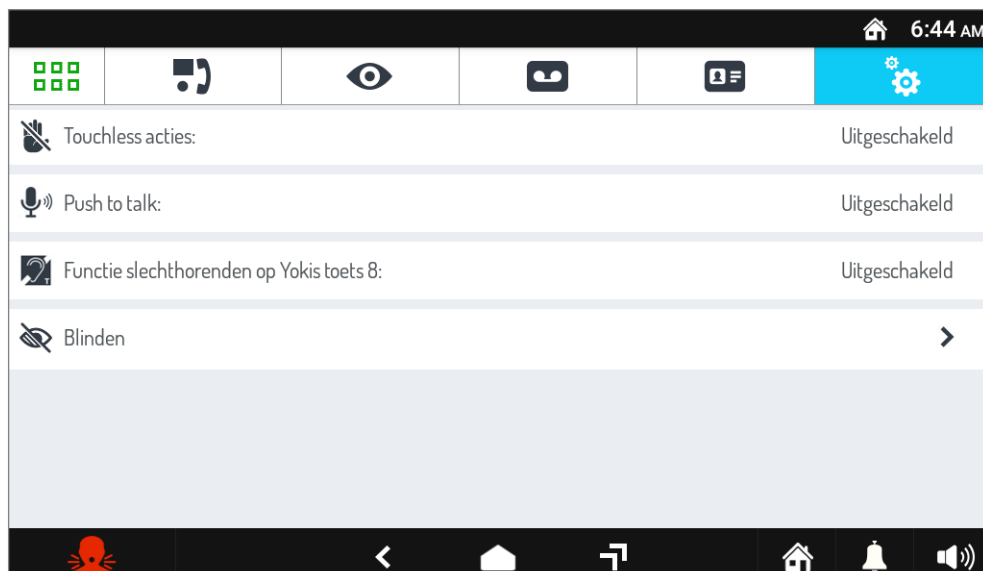 6:44 AM
Touchless acties: Uitgeschakeld
Push to talk: Uitgeschakeld
Functie slechthorenden op Yokis toets 8: Uitgeschakeld
Blinden